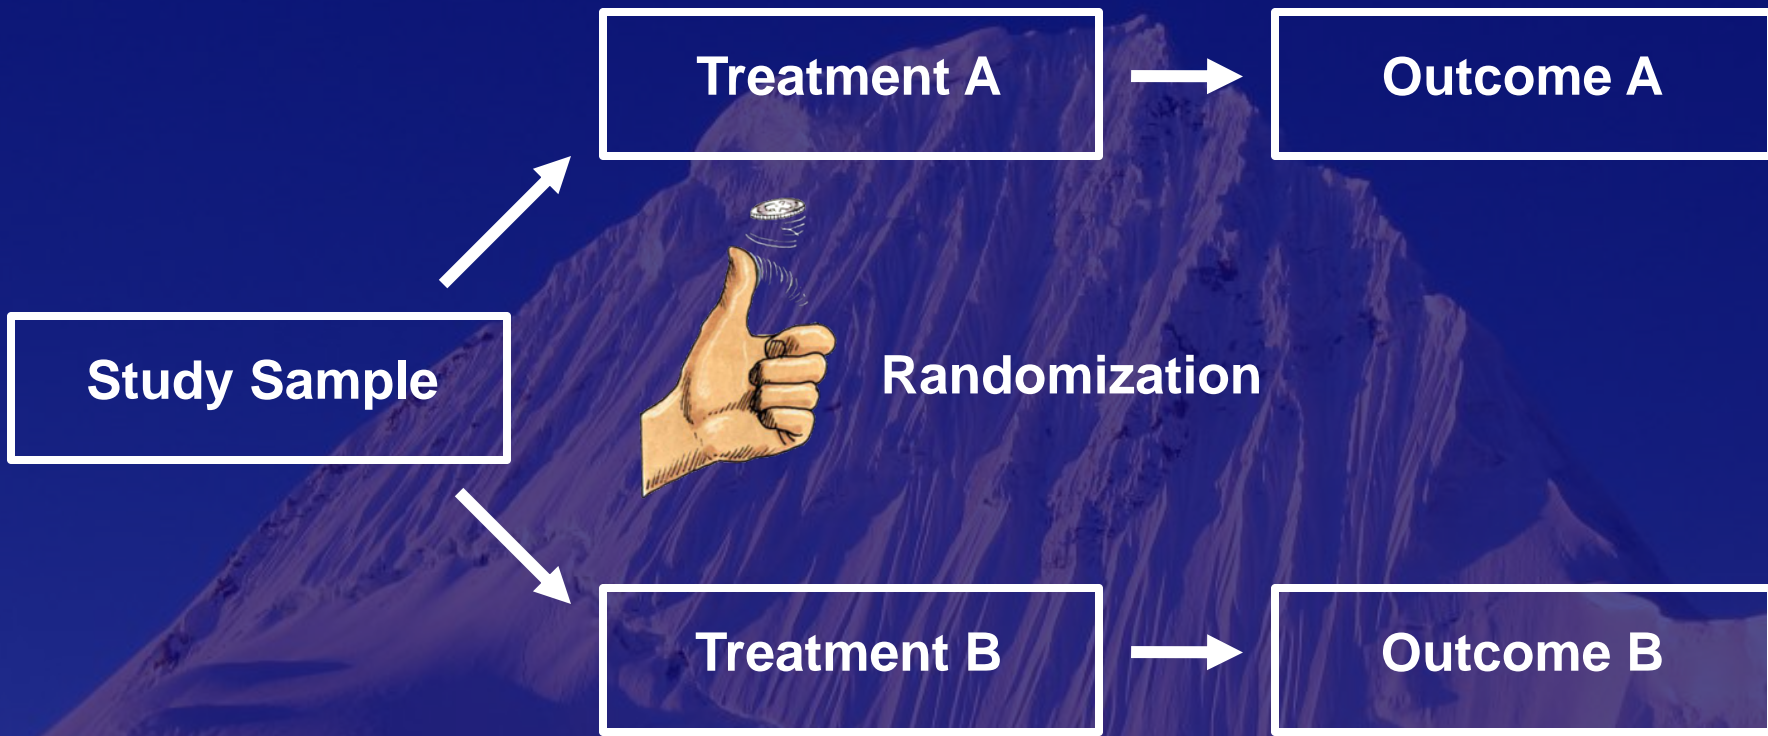 Treatment A
Outcome A
Study Sample
Randomization
Treatment B
Outcome B